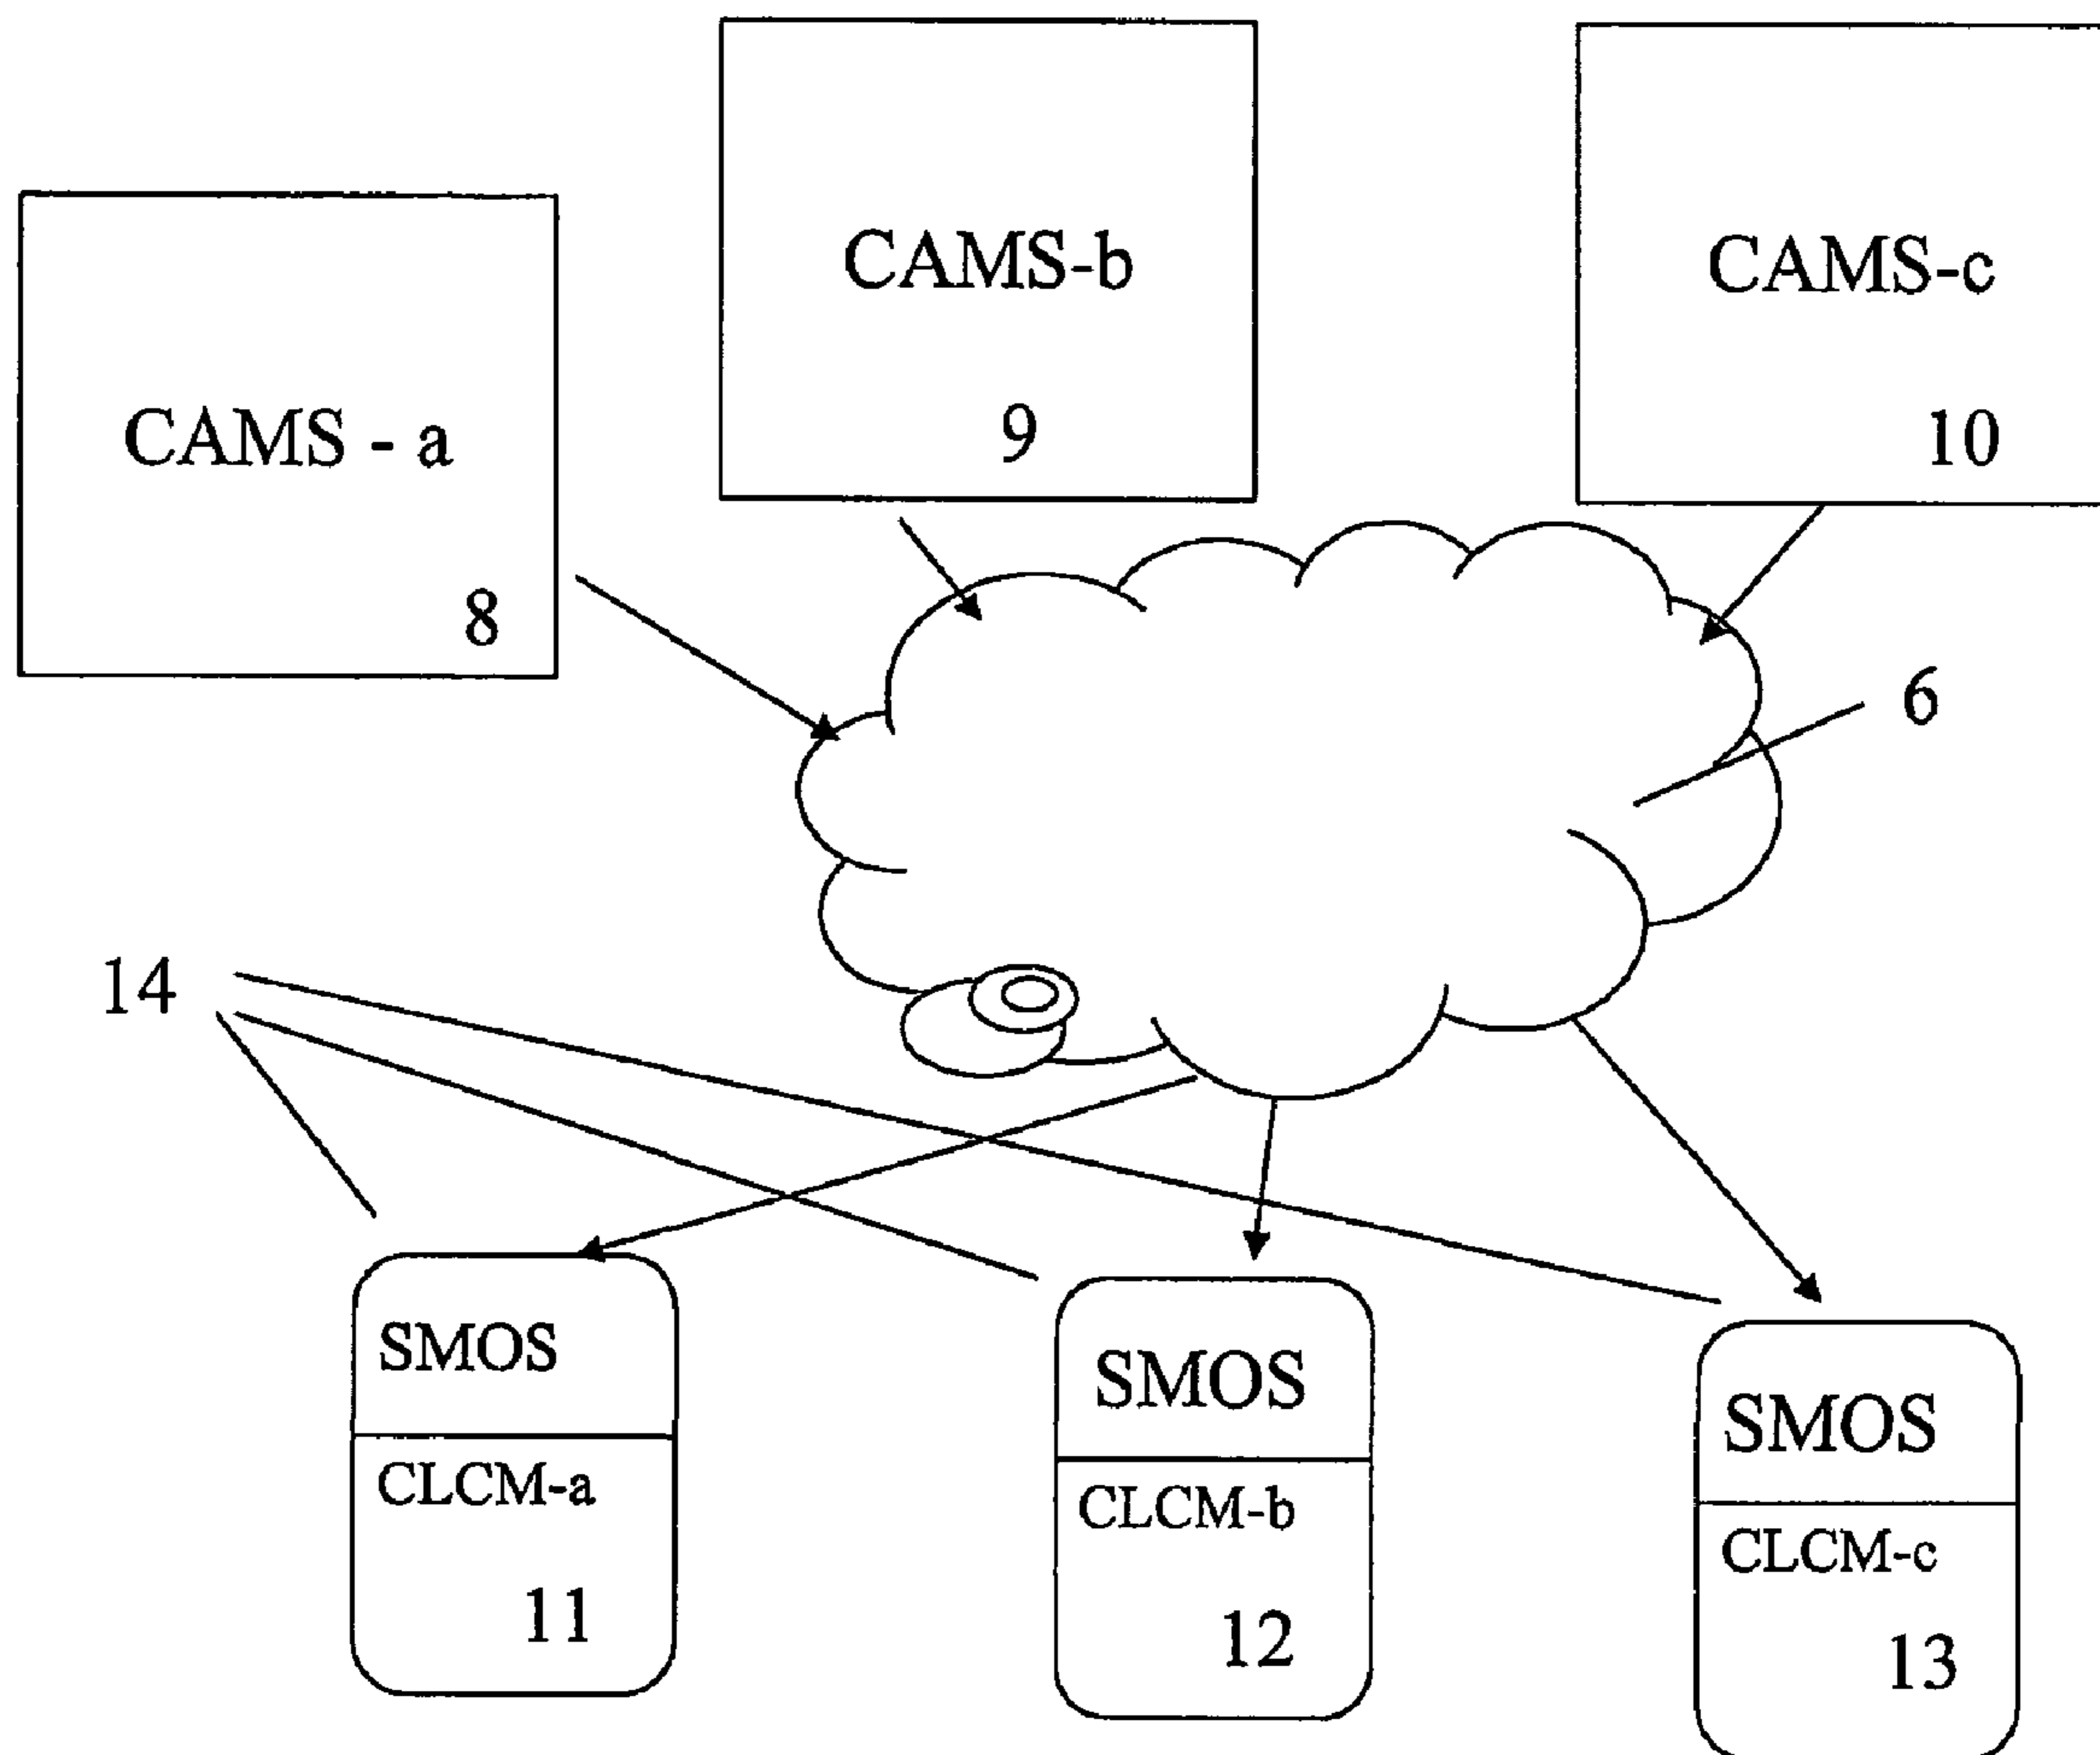 CAMS - a
8
CAMS-b
9
CAMS-c
10
6
14
SMOS
CLCM-a
11
SMOS
CLCM-b
12
SMOS
CLCM-c
13